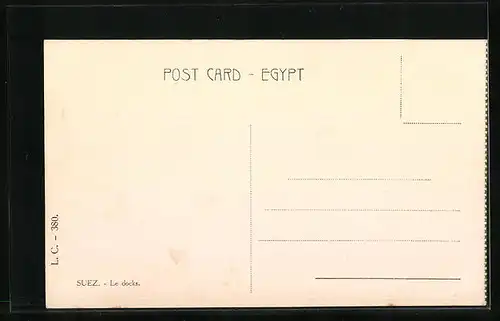 POST CARD - EGYPT
L. C. - 380.
SUEZ. - Le docks.